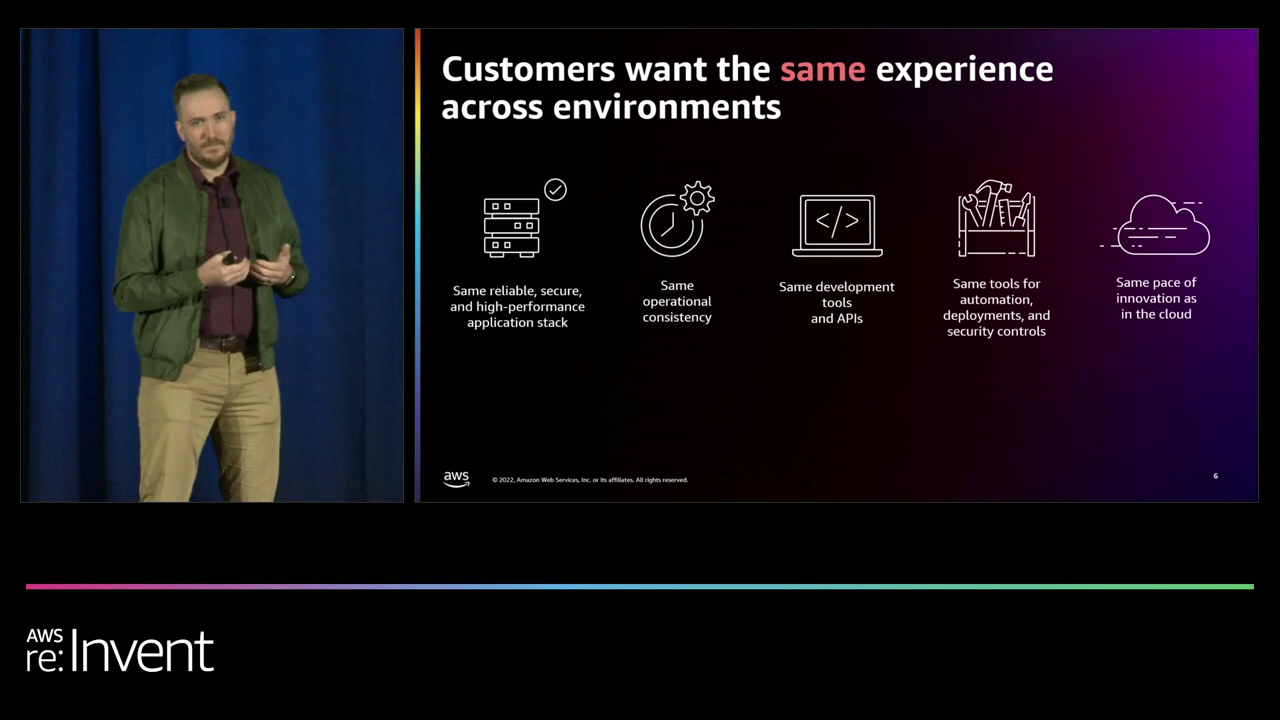 Customers want the same experience
across environments
Same reliable, secure,
and high-performance
application stack
Same
operational
consistency
Same development
tools
and APIs
Same tools for
automation,
deployments, and
security controls
Same pace of
innovation as
in the cloud
aws
© 2022, Amazon Web Services, Inc. or its affiliates. All rights reserved.
6
AWS
re:Invent